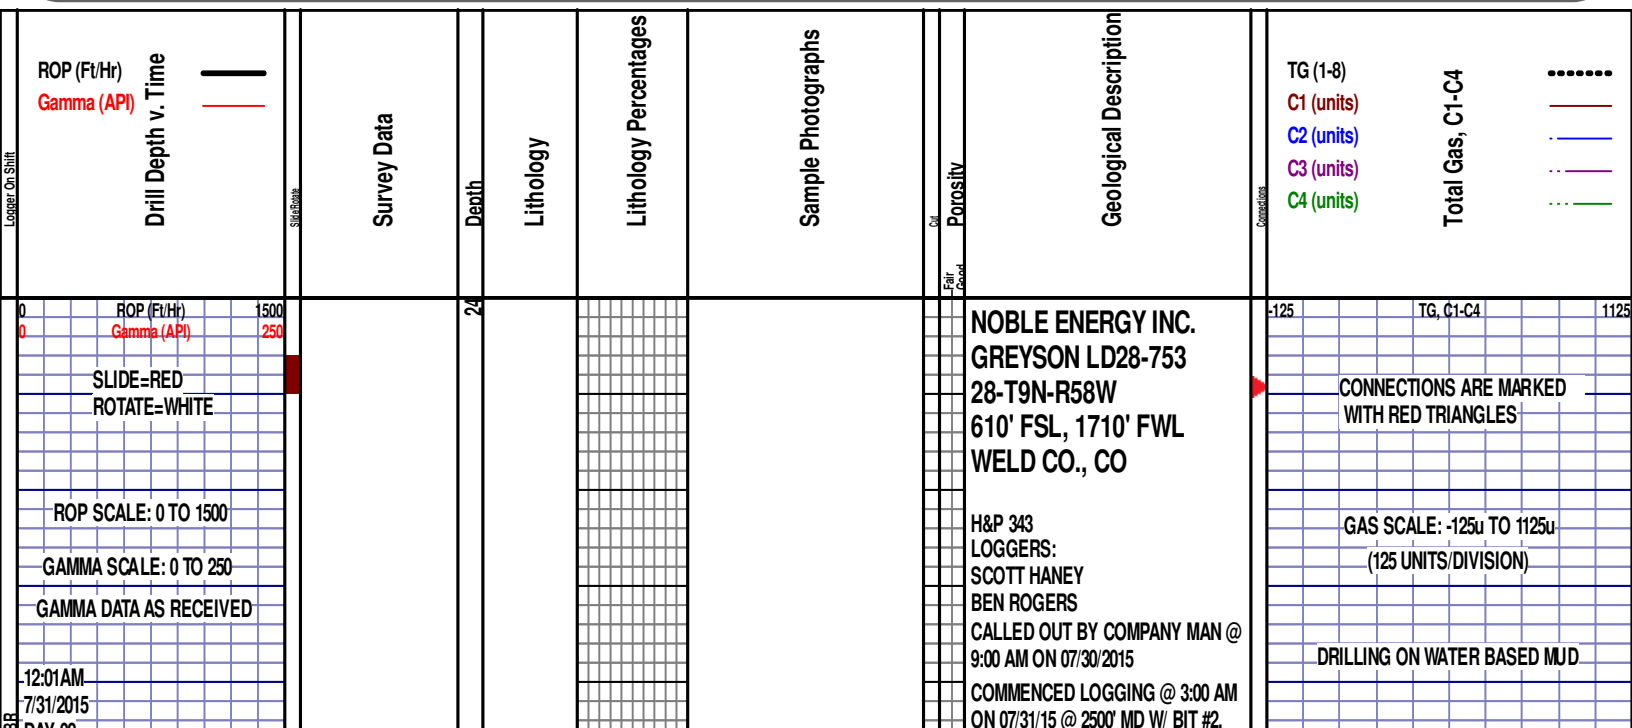 Logger On Shift
ROP (Ft/Hr)
Gamma (API)
Drill Depth v. Time
Slide/Rotate
Survey Data
Depth
Lithology
Lithology Percentages
Sample Photographs
Cut
Porosity
Fair
Good
Geological Description
Connections
TG (1-8)
C1 (units)
C2 (units)
C3 (units)
C4 (units)
Total Gas, C1-C4
0 ROP (Ft/Hr) 1500
0 Gamma (API) 250
SLIDE=RED
ROTATE=WHITE
ROP SCALE: 0 TO 1500
GAMMA SCALE: 0 TO 250
GAMMA DATA AS RECEIVED
12:01AM
7/31/2015
24
NOBLE ENERGY INC.
GREYSON LD28-753
28-T9N-R58W
610' FSL, 1710' FWL
WELD CO., CO
H&P 343
LOGGERS:
SCOTT HANEY
BEN ROGERS
CALLED OUT BY COMPANY MAN @
9:00 AM ON 07/30/2015
COMMENCED LOGGING @ 3:00 AM
ON 07/31/15 @ 2500' MD W/ BIT #2,
-125 TG, C1-C4 1125
CONNECTIONS ARE MARKED
WITH RED TRIANGLES
GAS SCALE: -125u TO 1125u
(125 UNITS/DIVISION)
DRILLING ON WATER BASED MUD